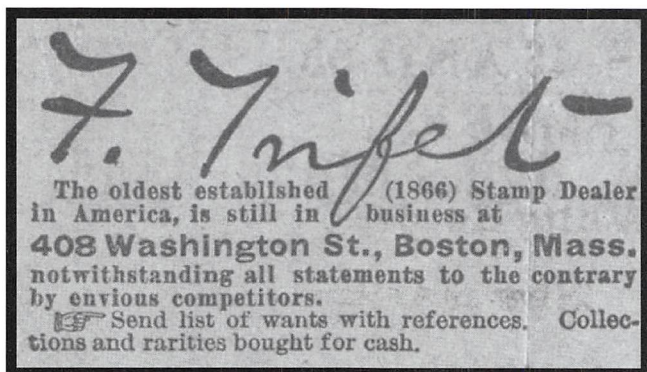 F. Trifet
The oldest established (1866) Stamp Dealer
in America, is still in business at
408 Washington St., Boston, Mass.
notwithstanding all statements to the contrary
by envious competitors.
☞ Send list of wants with references. Collec-
tions and rarities bought for cash.